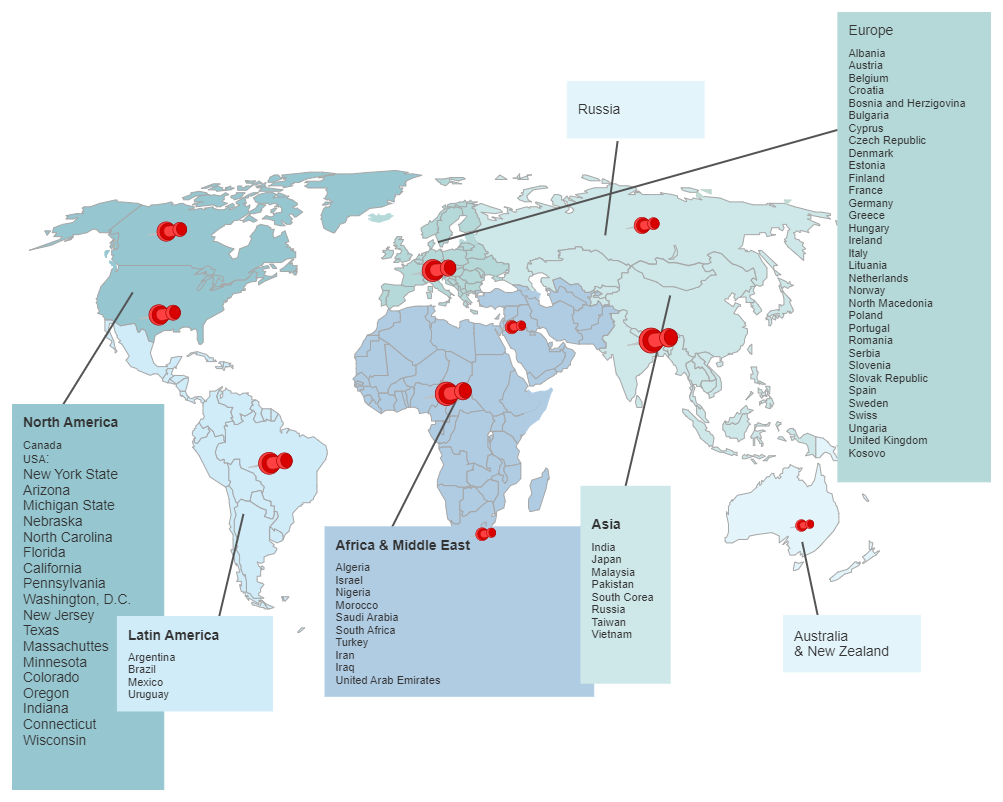 Europe
Albania
Austria
Belgium
Croatia
Bosnia and Herzigovina
Bulgaria
Cyprus
Czech Republic
Denmark
Estonia
Finland
France
Germany
Greece
Hungary
Ireland
Italy
Lituania
Netherlands
Norway
North Macedonia
Poland
Portugal
Romania
Serbia
Slovenia
Slovak Republic
Spain
Sweden
Swiss
Ungaria
United Kingdom
Kosovo
Russia
North America
Canada
USA:
New York State
Arizona
Michigan State
Nebraska
North Carolina
Florida
California
Pennsylvania
Washington, D.C.
New Jersey
Texas
Massachuttes
Minnesota
Colorado
Oregon
Indiana
Connecticut
Wisconsin
Latin America
Argentina
Brazil
Mexico
Uruguay
Africa & Middle East
Algeria
Israel
Nigeria
Morocco
Saudi Arabia
South Africa
Turkey
Iran
Iraq
United Arab Emirates
Asia
India
Japan
Malaysia
Pakistan
South Corea
Russia
Taiwan
Vietnam
Australia
& New Zealand